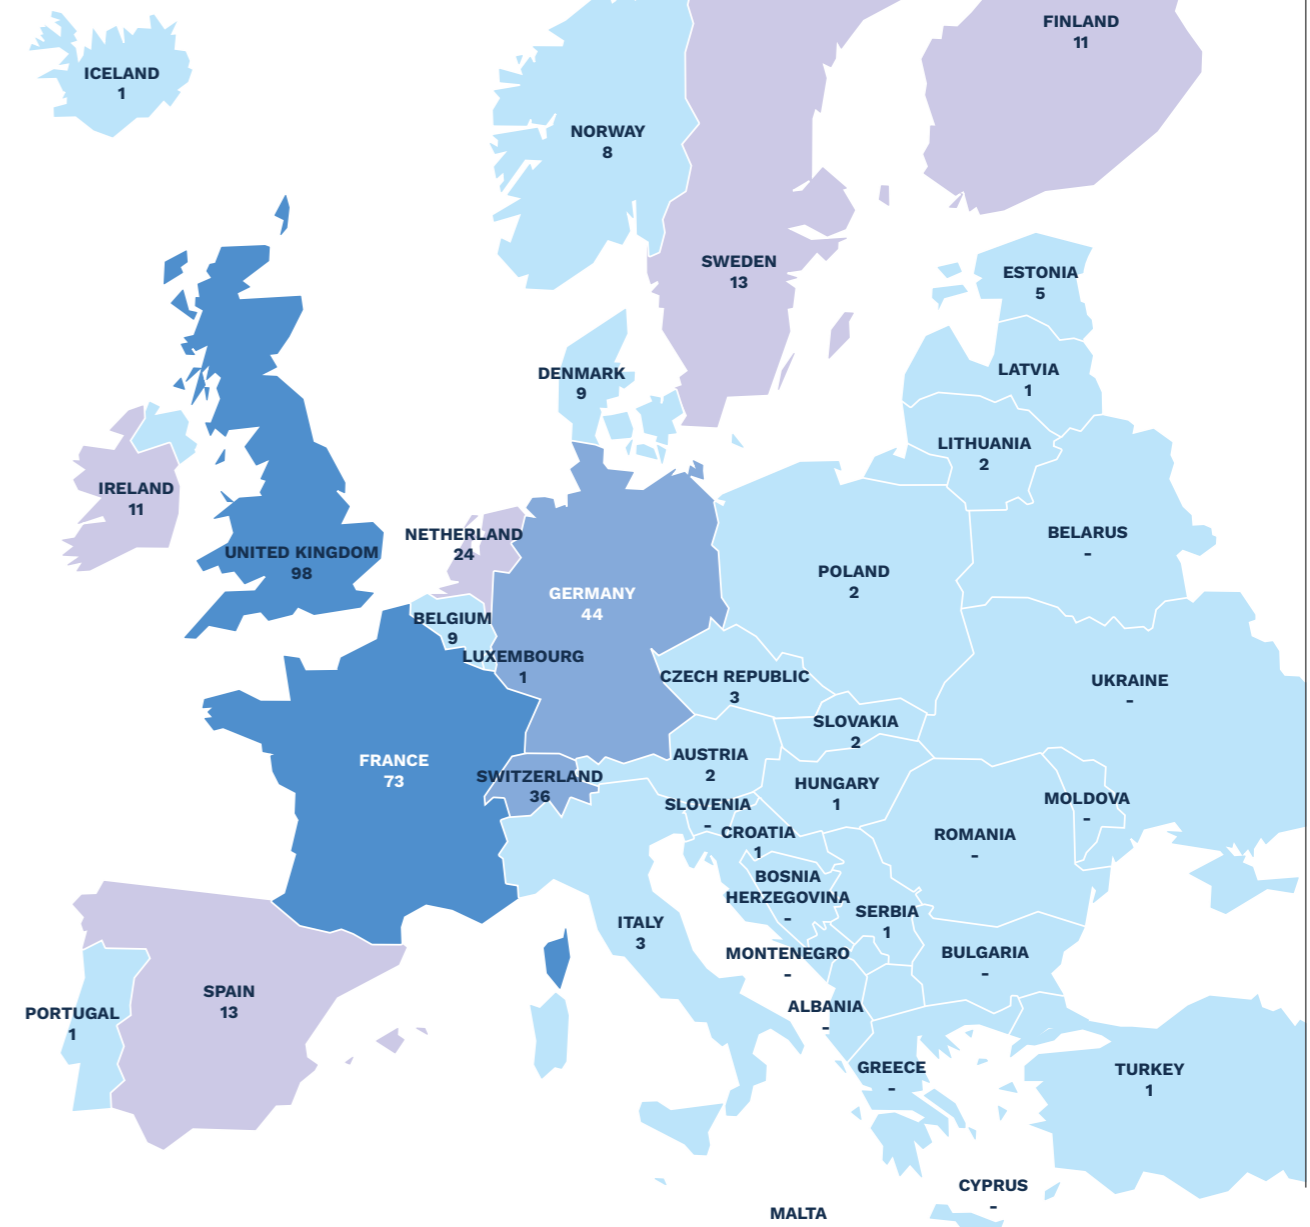 FINLAND
11
ICELAND
1
NORWAY
8
SWEDEN
13
ESTONIA
5
LATVIA
1
DENMARK
9
LITHUANIA
2
IRELAND
11
NETHERLAND
24
BELARUS
-
UNITED KINGDOM
98
POLAND
2
GERMANY
44
BELGIUM
9
LUXEMBOURG
1
CZECH REPUBLIC
3
UKRAINE
-
SLOVAKIA
2
FRANCE
73
AUSTRIA
2
SWITZERLAND
36
HUNGARY
1
MOLDOVA
-
SLOVENIA
-
CROATIA
1
ROMANIA
-
BOSNIA
HERZEGOVINA
-
SERBIA
1
ITALY
3
MONTENEGRO
-
BULGARIA
-
SPAIN
13
PORTUGAL
1
ALBANIA
-
GREECE
-
TURKEY
1
CYPRUS
-
MALTA